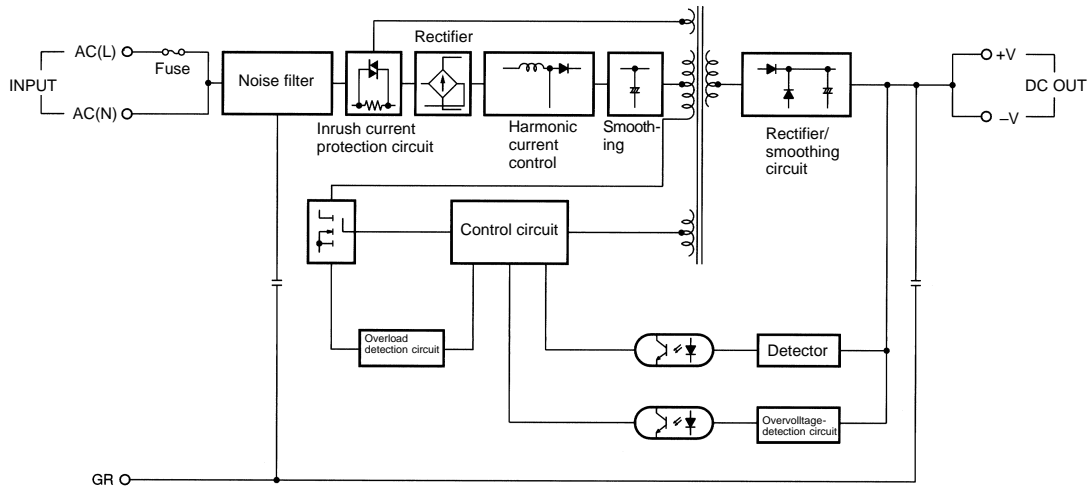 AC(L)
Fuse
INPUT
AC(N)
Noise filter
Inrush current
protection circuit
Rectifier
Harmonic
current
control
Smooth-
ing
Rectifier/
smoothing
circuit
+V
DC OUT
–V
Control circuit
Overload
detection circuit
Detector
Overvolltage-
detection circuit
GR